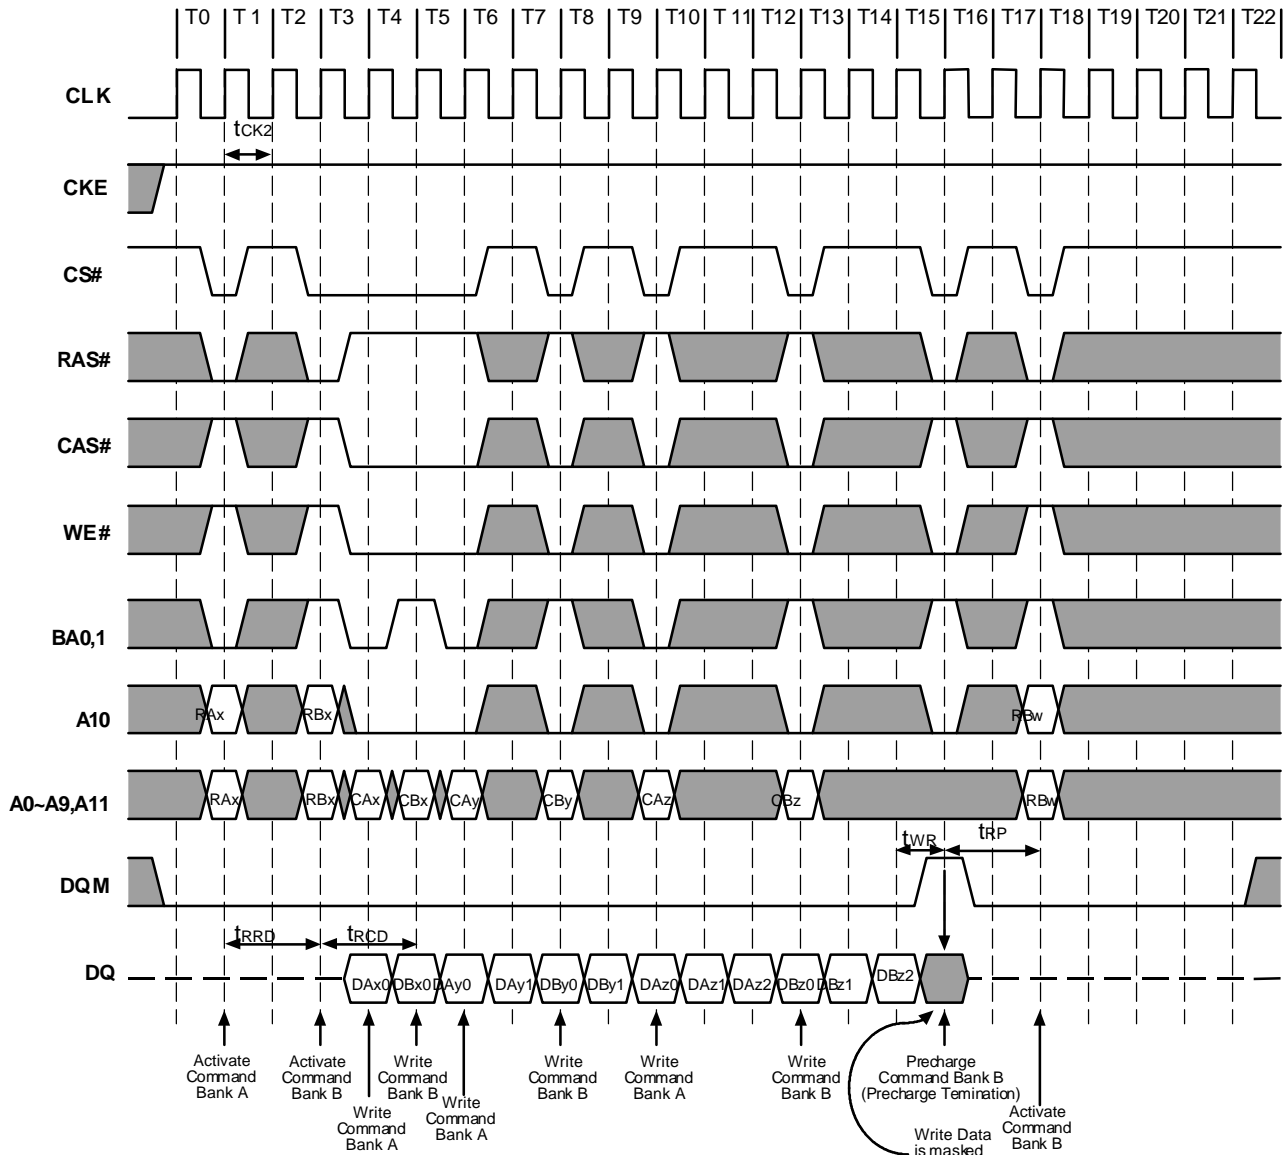 T0 T 1 T2 T3 T4 T5 T6 T7 T8 T9 T10 T 11 T12 T13 T14 T15 T16 T17 T18 T19 T20 T21 T22
CLK
tCK2
CKE
CS#
RAS#
CAS#
WE#
BA0,1
A10
RAx RBx RBw
A0~A9,A11
RAx RBx CAx CBx CAy CBy CAz CBz RBw
tWR tRP
DQM
tRRD tRCD
DQ
DAx0 DBx0 DAy0 DAy1 DBy0 DBy1 DAz0 DAz1 DAz2 DBz0 DBz1 DBz2
Activate
Command
Bank A
Activate
Command
Bank B
Write
Command
Bank A
Write
Command
Bank B
Write
Command
Bank A
Write
Command
Bank B
Write
Command
Bank A
Write
Command
Bank B
Precharge
Command Bank B
(Precharge Temination)
Write Data
is masked
Activate
Command
Bank B